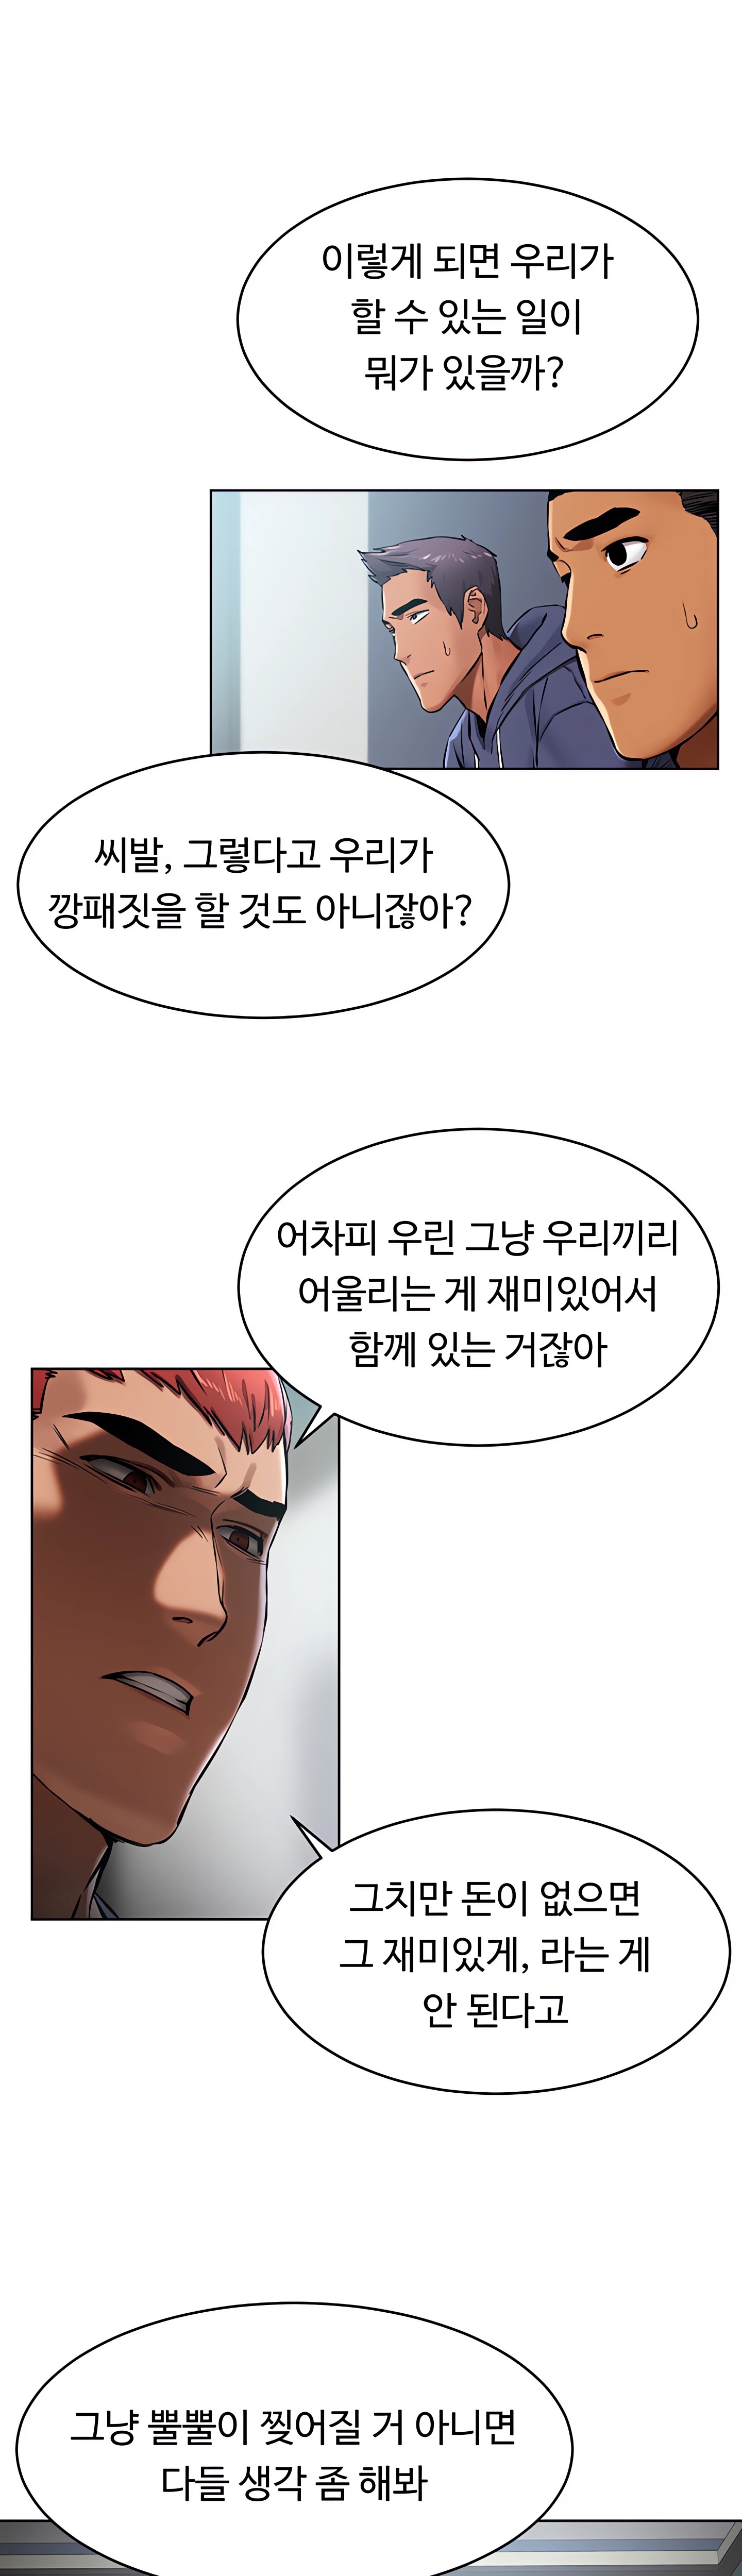 이렇게 되면 우리가
할 수 있는 일이
뭐가 있을까?
씨발, 그렇다고 우리가
깡패짓을 할 것도 아니잖아?
어차피 우린 그냥 우리끼리
어울리는 게 재미있어서
함께 있는 거잖아
그치만 돈이 없으면
그 재미있게, 라는 게
안 된다고
그냥 뿔뿔이 찢어질 거 아니면
다들 생각 좀 해봐